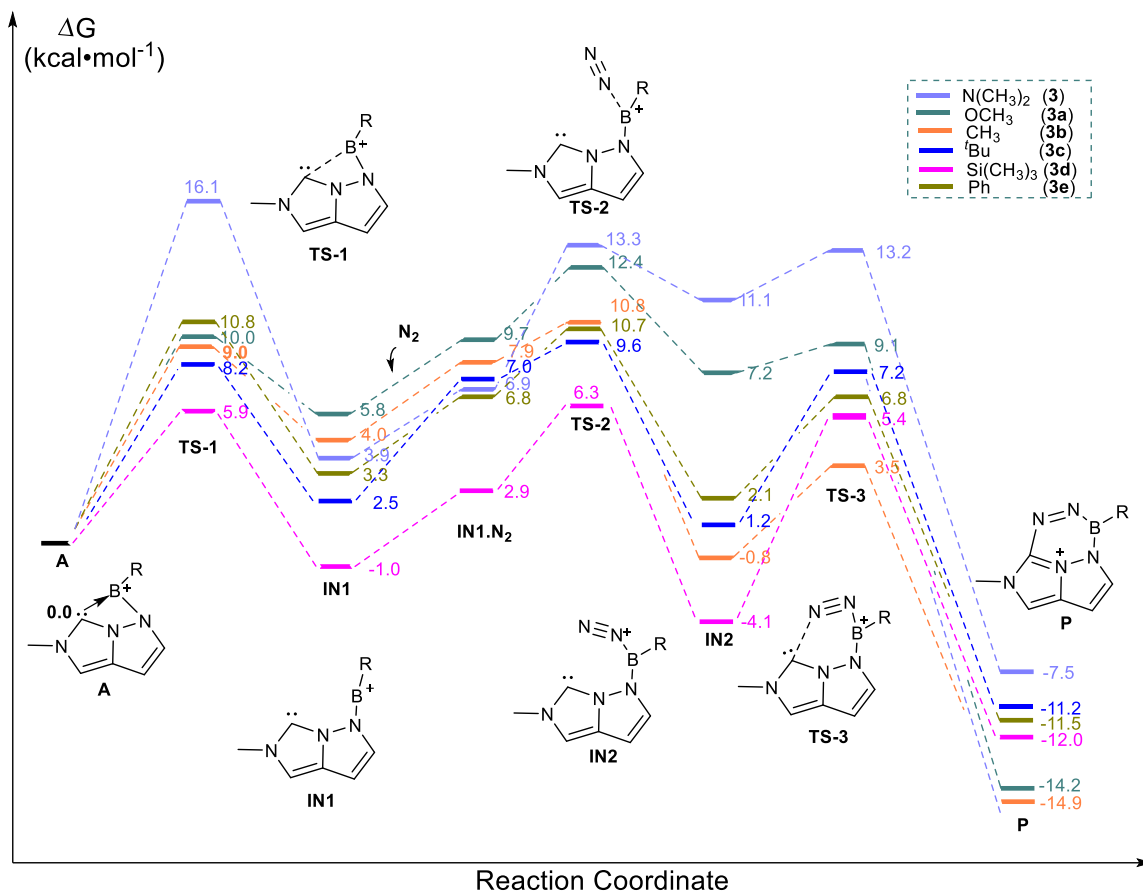 ΔG
(kcal•mol⁻¹)
N(CH₃)₂ (3)
OCH₃ (3a)
CH₃ (3b)
ᵗBu (3c)
Si(CH₃)₃ (3d)
Ph (3e)
R
B
+
N
N
N
TS-1
N
N
R
B
+
N
N
N
TS-2
16.1
10.8
10.0
9.0
8.2
5.9
TS-1
N₂
5.8
4.0
3.9
3.3
2.5
-1.0
IN1
9.7
7.9
7.0
6.9
6.8
2.9
IN1.N₂
13.3
12.4
10.8
10.7
9.6
6.3
TS-2
11.1
7.2
2.1
1.2
-0.8
-4.1
IN2
13.2
9.1
7.2
6.8
5.4
3.5
TS-3
A
0.0
R
B
+
N
N
N
A
R
B
+
N
N
N
IN1
N
N
+
B
R
N
N
N
IN2
N
N
R
B
+
N
N
N
TS-3
N
N
B
R
+
N
N
N
P
-7.5
-11.2
-11.5
-12.0
-14.2
-14.9
P
Reaction Coordinate